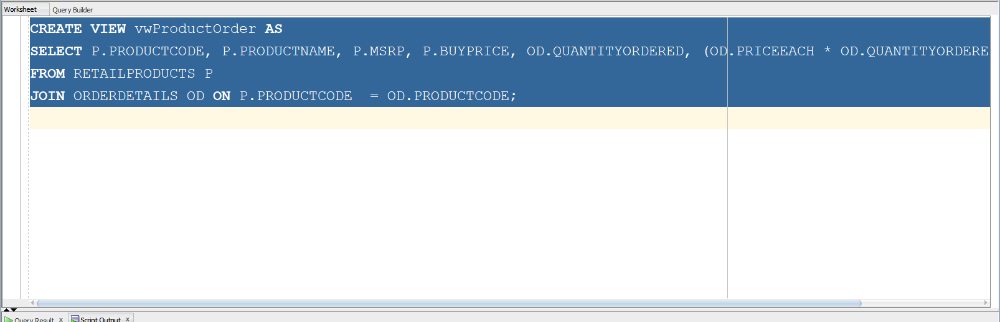 Worksheet Query Builder
CREATE VIEW vwProductOrder AS
SELECT P.PRODUCTCODE, P.PRODUCTNAME, P.MSRP, P.BUYPRICE, OD.QUANTITYORDERED, (OD.PRICEEACH * OD.QUANTITYORDERE
FROM RETAILPRODUCTS P
JOIN ORDERDETAILS OD ON P.PRODUCTCODE  = OD.PRODUCTCODE;
Query Result x Script Output x